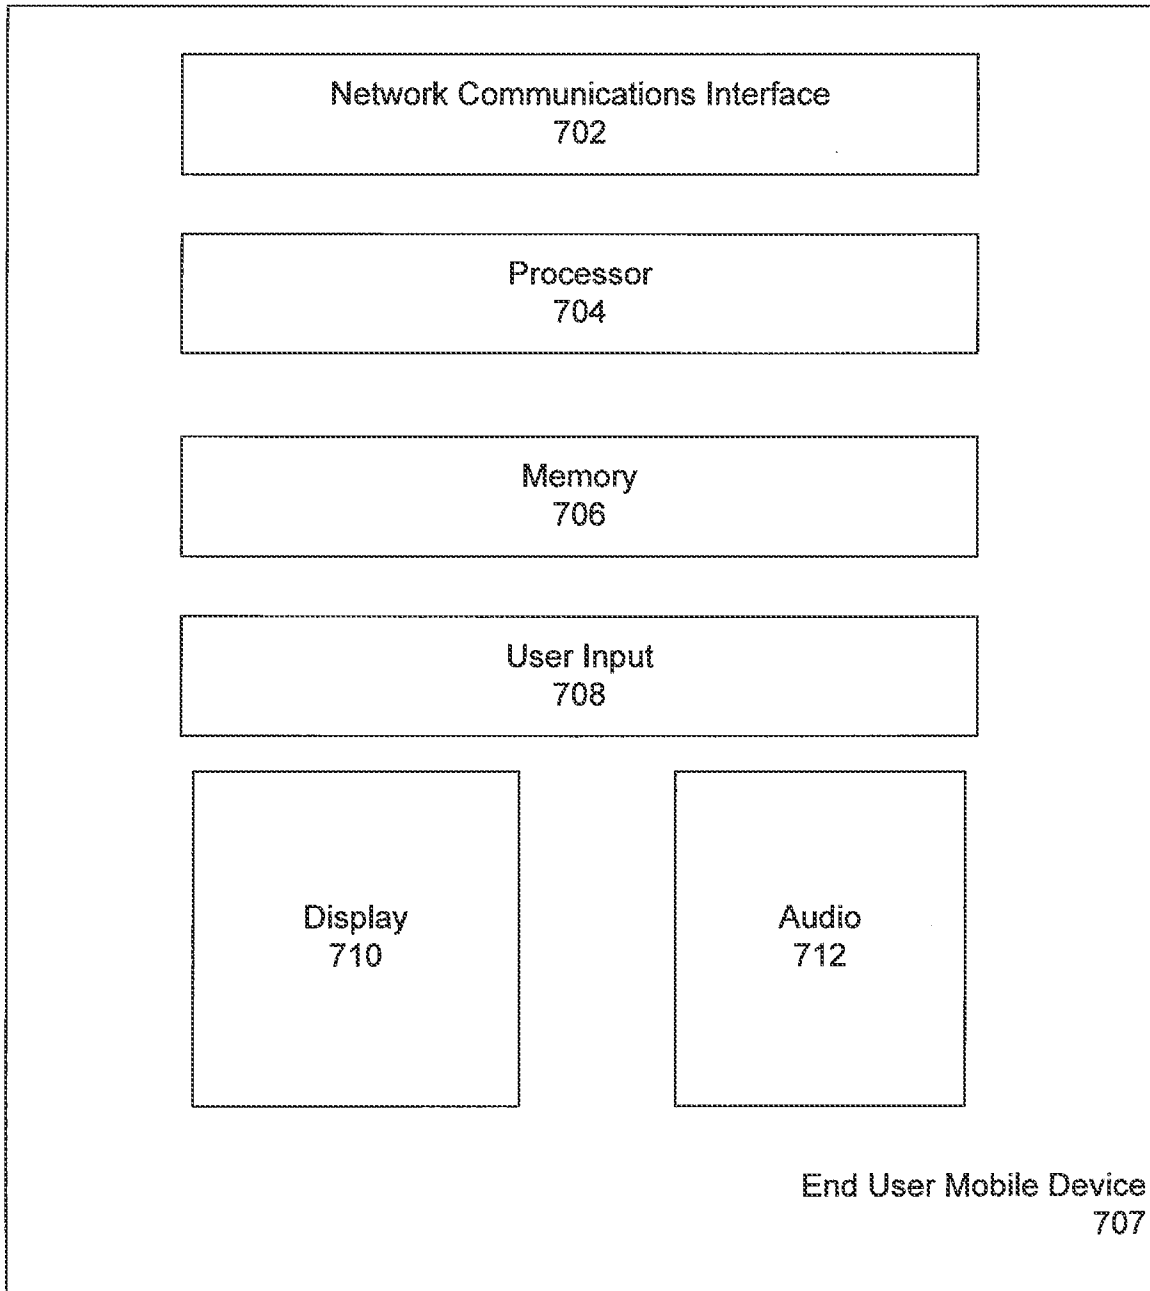 Network Communications Interface
702
Processor
704
Memory
706
User Input
708
Display
710
Audio
712
End User Mobile Device
707